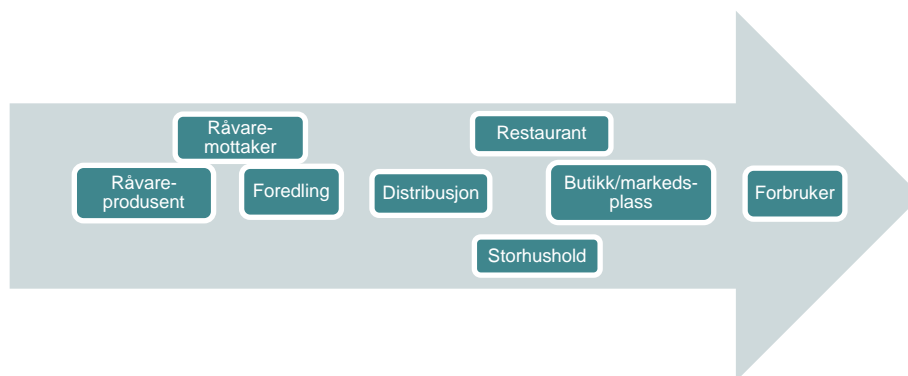 Råvare-
mottaker
Råvare-
produsent
Foredling
Distribusjon
Restaurant
Butikk/markeds-
plass
Storhushold
Forbruker